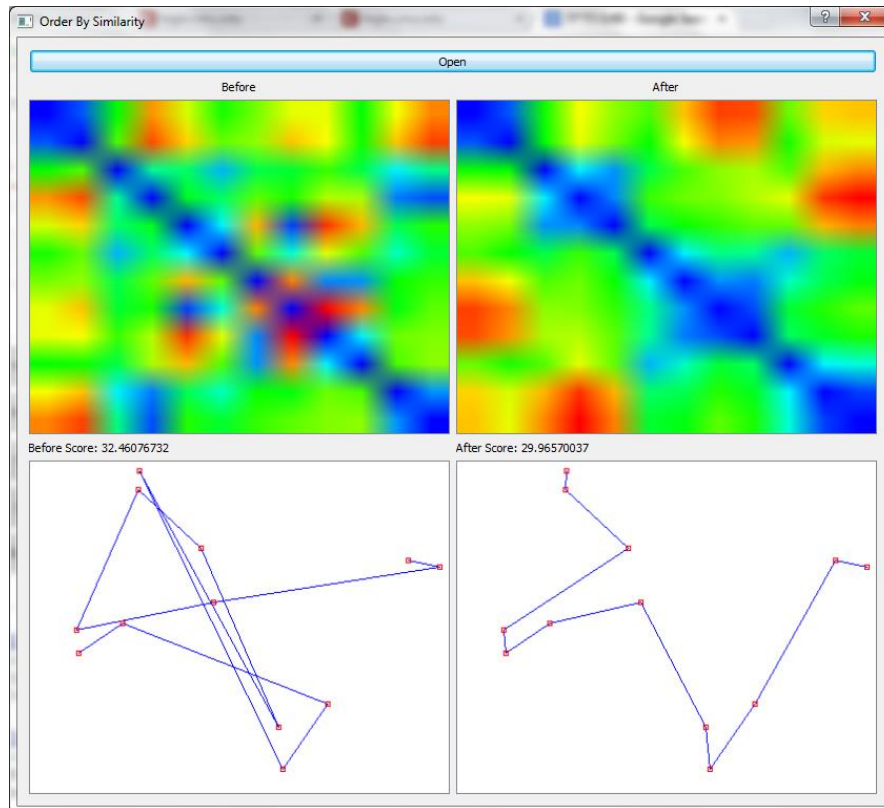 Order By Similarity
Open
Before
After
Before Score: 32.46076732
After Score: 29.96570037